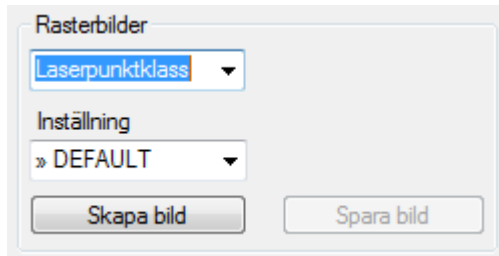 Rasterbilder
Laserpunktklass
Inställning
» DEFAULT
Skapa bild
Spara bild